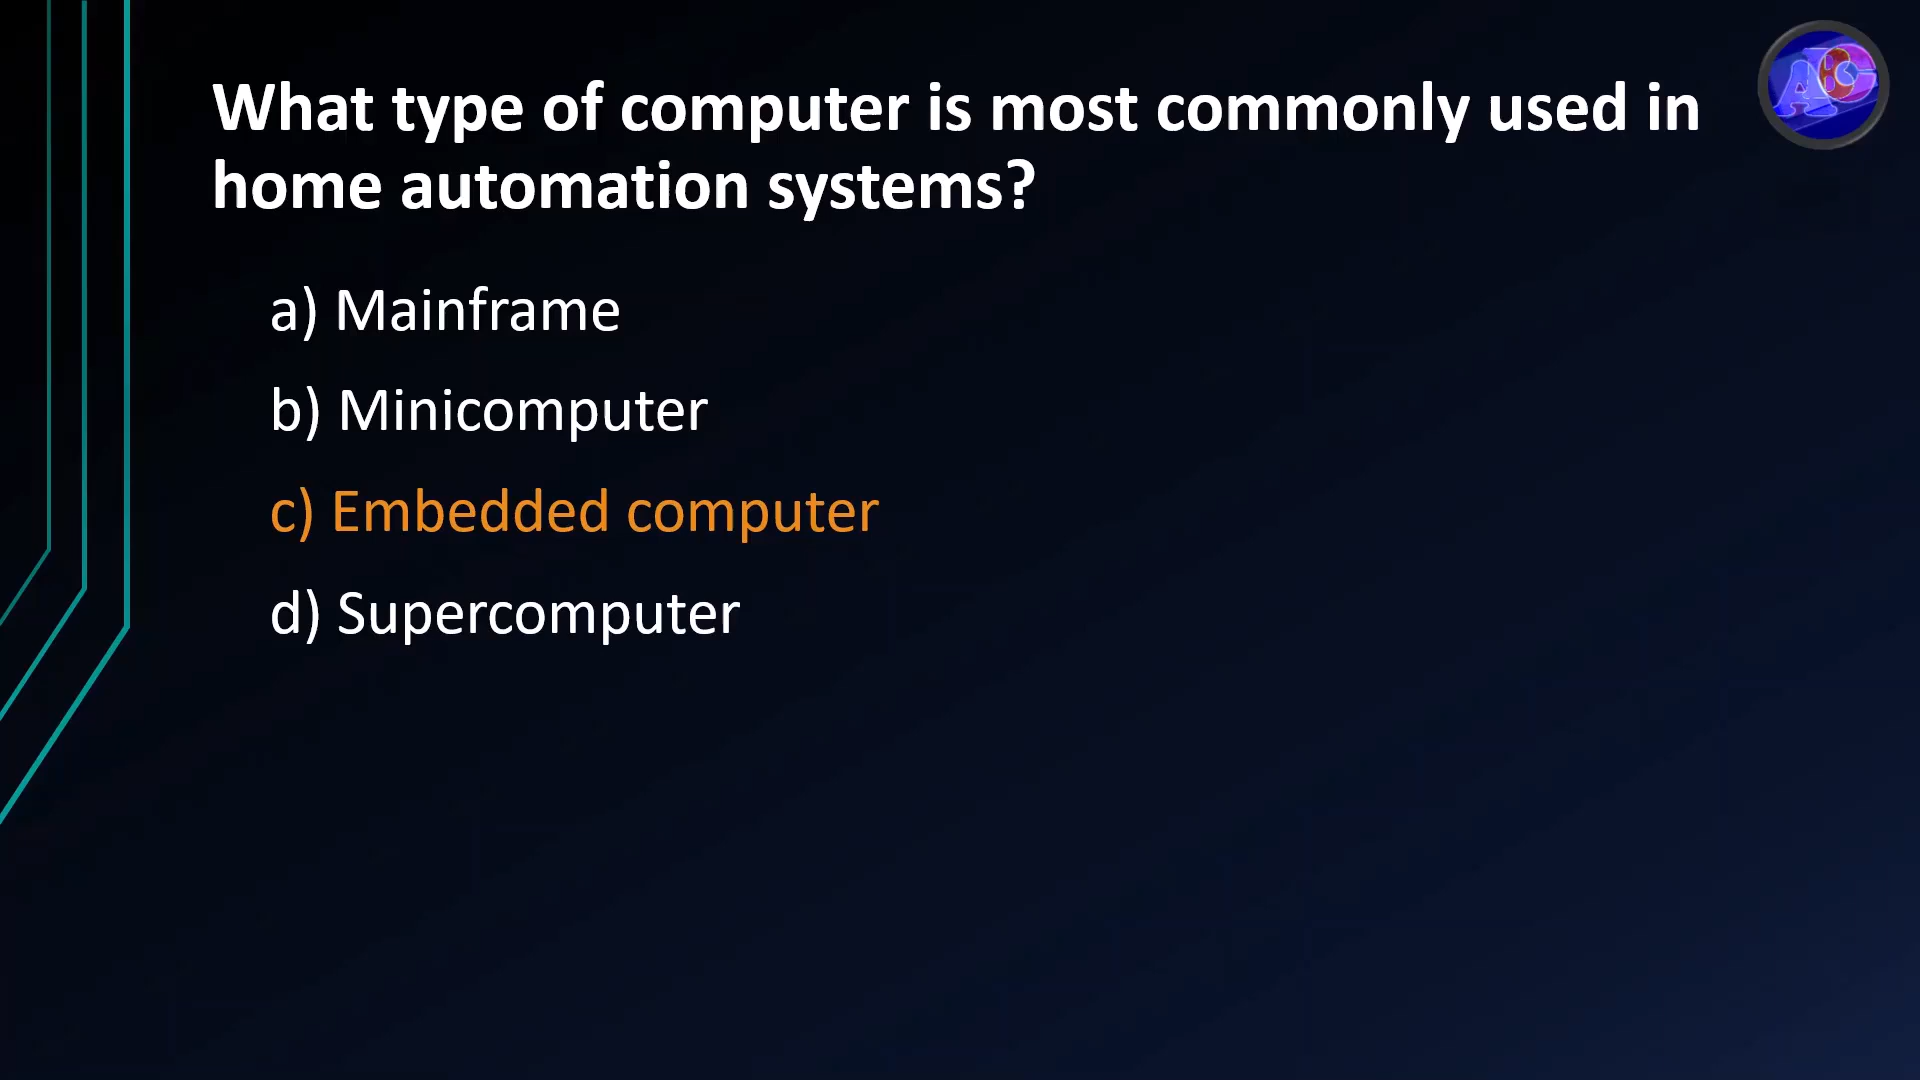 What type of computer is most commonly used in
home automation systems?
a) Mainframe
b) Minicomputer
c) Embedded computer
d) Supercomputer